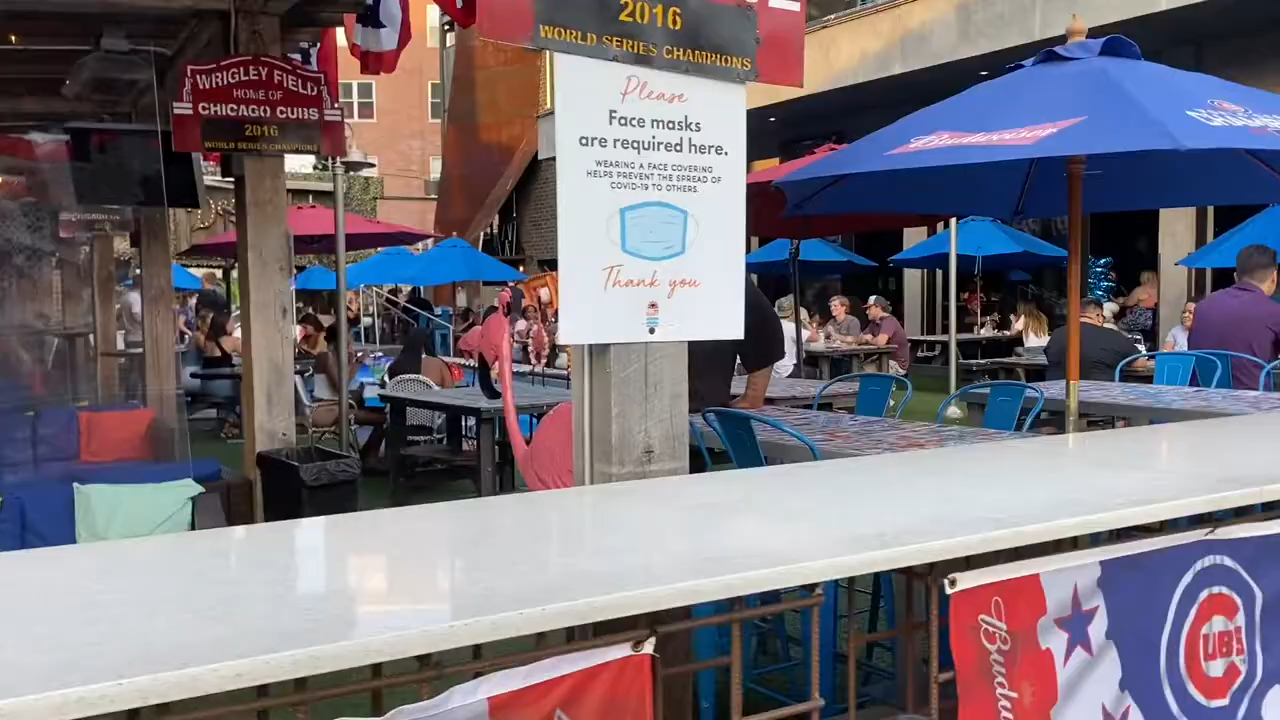 WRIGLEY FIELD
HOME OF
CHICAGO CUBS
2016
WORLD SERIES CHAMPIONS
2016
WORLD SERIES CHAMPIONS
Please
Face masks
are required here.
WEARING A FACE COVERING
HELPS PREVENT THE SPREAD OF
COVID-19 TO OTHERS.
Thank you
Budweiser
Budw
CUBS